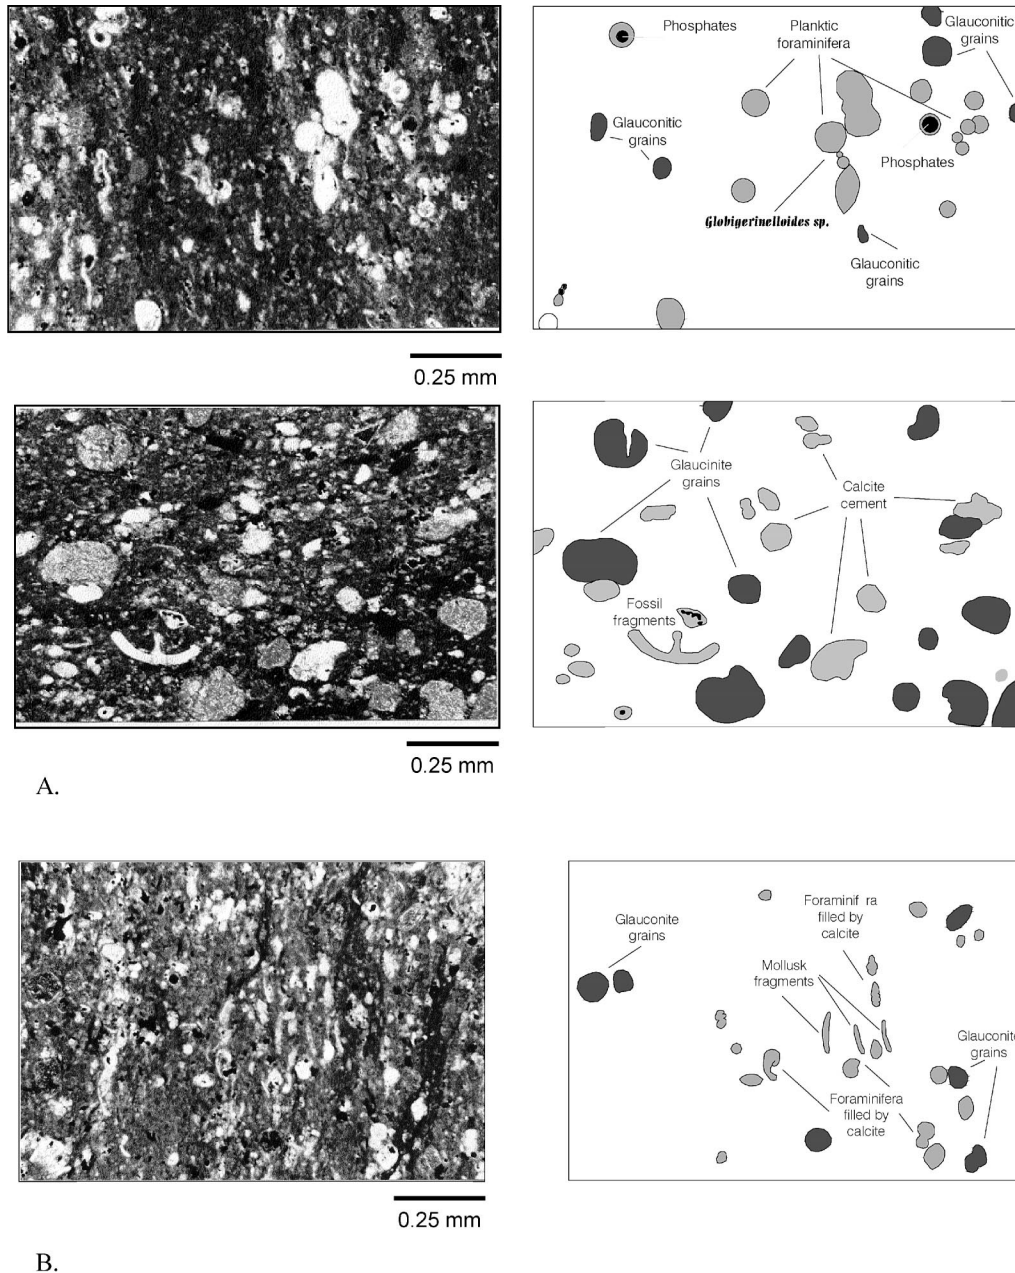 Phosphates
Planktic
foraminifera
Glauconitic
grains
Glauconitic
grains
Phosphates
Globigerinelloides sp.
Glauconitic
grains
0.25 mm
Glaucinite
grains
Calcite
cement
Fossil
fragments
0.25 mm
A.
Foraminif ra
filled by
calcite
Glauconite
grains
Mollusk
fragments
Glauconite
grains
Foraminifera
filled by
calcite
0.25 mm
B.